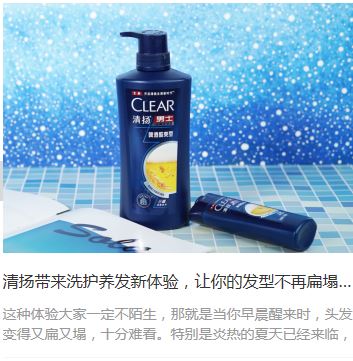 CLEAR
清扬 男士
清扬带来洗护养发新体验，让你的发型不再扁塌...
这种体验大家一定不陌生，那就是当你早晨醒来时，头发
变得又扁又塌，十分难看。特别是炎热的夏天已经来临，